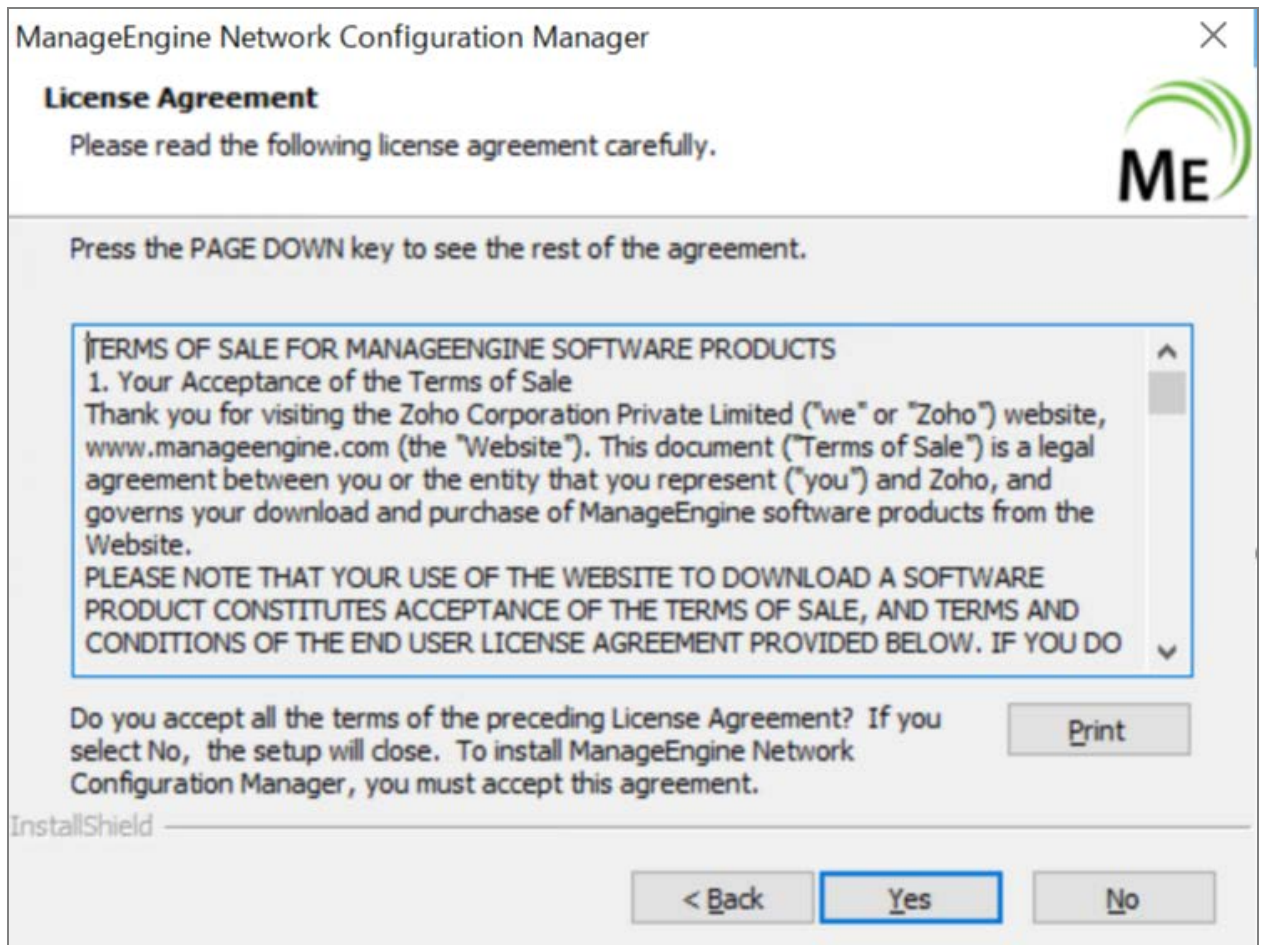 ManageEngine Network Configuration Manager
License Agreement
Please read the following license agreement carefully.
ME
Press the PAGE DOWN key to see the rest of the agreement.
TERMS OF SALE FOR MANAGEENGINE SOFTWARE PRODUCTS
1. Your Acceptance of the Terms of Sale
Thank you for visiting the Zoho Corporation Private Limited ("we" or "Zoho") website,
www.manageengine.com (the "Website"). This document ("Terms of Sale") is a legal
agreement between you or the entity that you represent ("you") and Zoho, and
governs your download and purchase of ManageEngine software products from the
Website.
PLEASE NOTE THAT YOUR USE OF THE WEBSITE TO DOWNLOAD A SOFTWARE
PRODUCT CONSTITUTES ACCEPTANCE OF THE TERMS OF SALE, AND TERMS AND
CONDITIONS OF THE END USER LICENSE AGREEMENT PROVIDED BELOW. IF YOU DO
Do you accept all the terms of the preceding License Agreement?  If you
select No,  the setup will close.  To install ManageEngine Network
Configuration Manager, you must accept this agreement.
Print
InstallShield
< Back
Yes
No